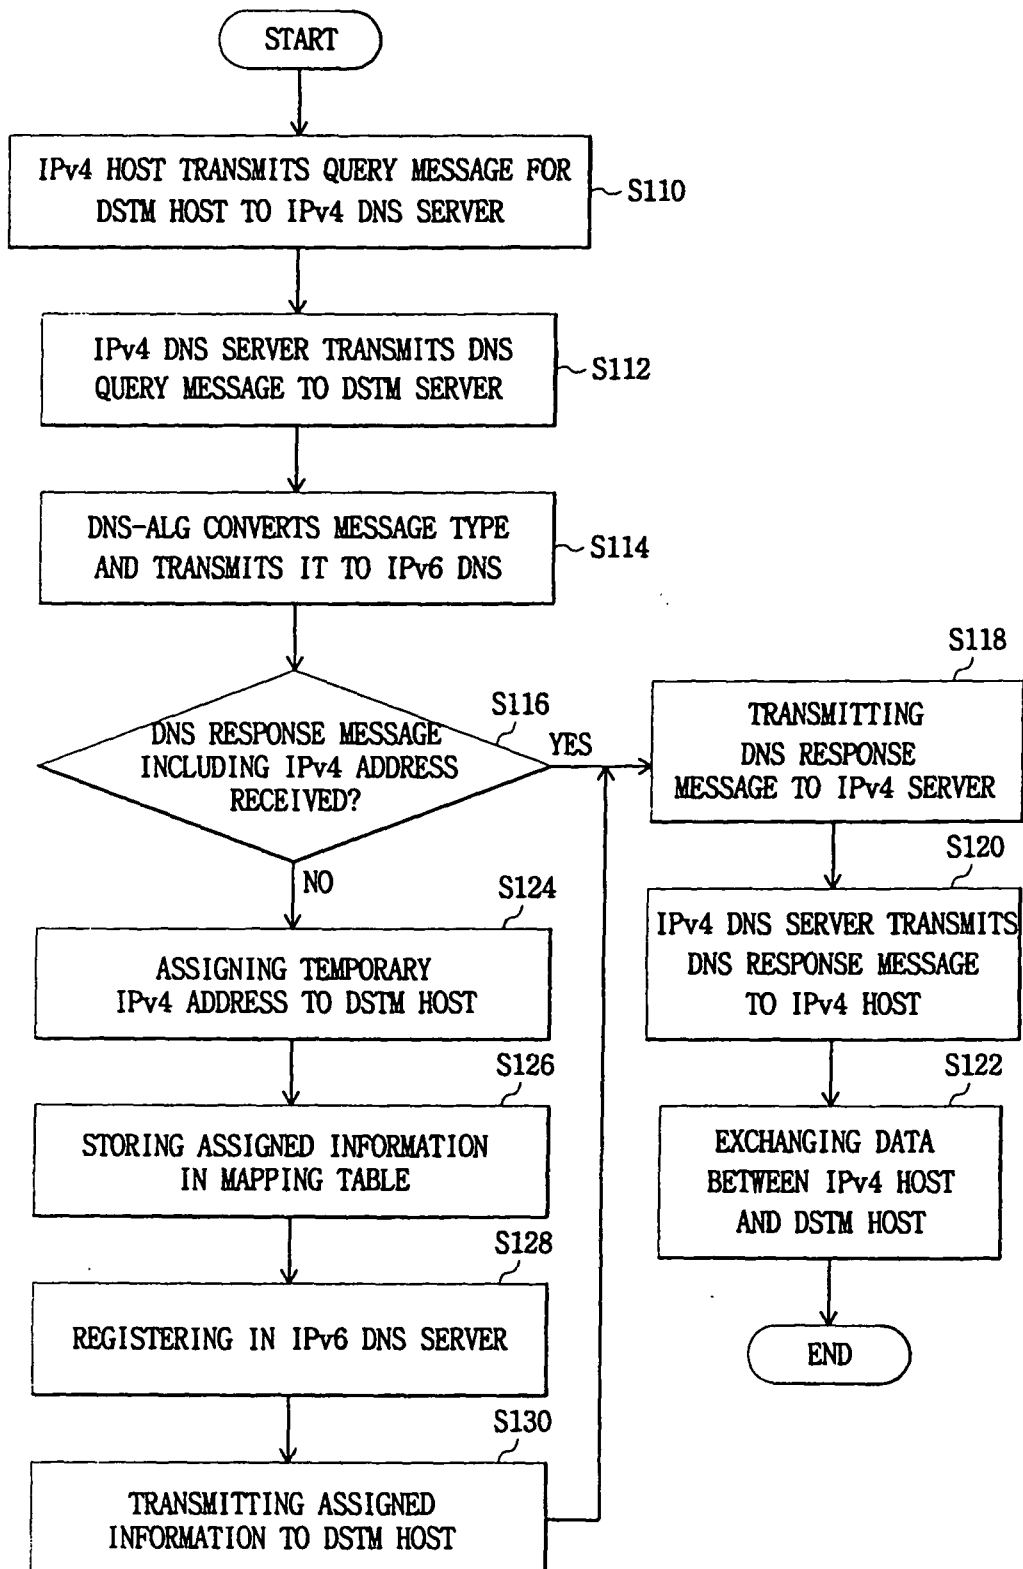 START
IPv4 HOST TRANSMITS QUERY MESSAGE FOR
DSTM HOST TO IPv4 DNS SERVER
S110
IPv4 DNS SERVER TRANSMITS DNS
QUERY MESSAGE TO DSTM SERVER
S112
DNS-ALG CONVERTS MESSAGE TYPE
AND TRANSMITS IT TO IPv6 DNS
S114
DNS RESPONSE MESSAGE
INCLUDING IPv4 ADDRESS
RECEIVED?
S116
YES
NO
S118
TRANSMITTING
DNS RESPONSE
MESSAGE TO IPv4 SERVER
S120
IPv4 DNS SERVER TRANSMITS
DNS RESPONSE MESSAGE
TO IPv4 HOST
S122
EXCHANGING DATA
BETWEEN IPv4 HOST
AND DSTM HOST
END
S124
ASSIGNING TEMPORARY
IPv4 ADDRESS TO DSTM HOST
S126
STORING ASSIGNED INFORMATION
IN MAPPING TABLE
S128
REGISTERING IN IPv6 DNS SERVER
S130
TRANSMITTING ASSIGNED
INFORMATION TO DSTM HOST